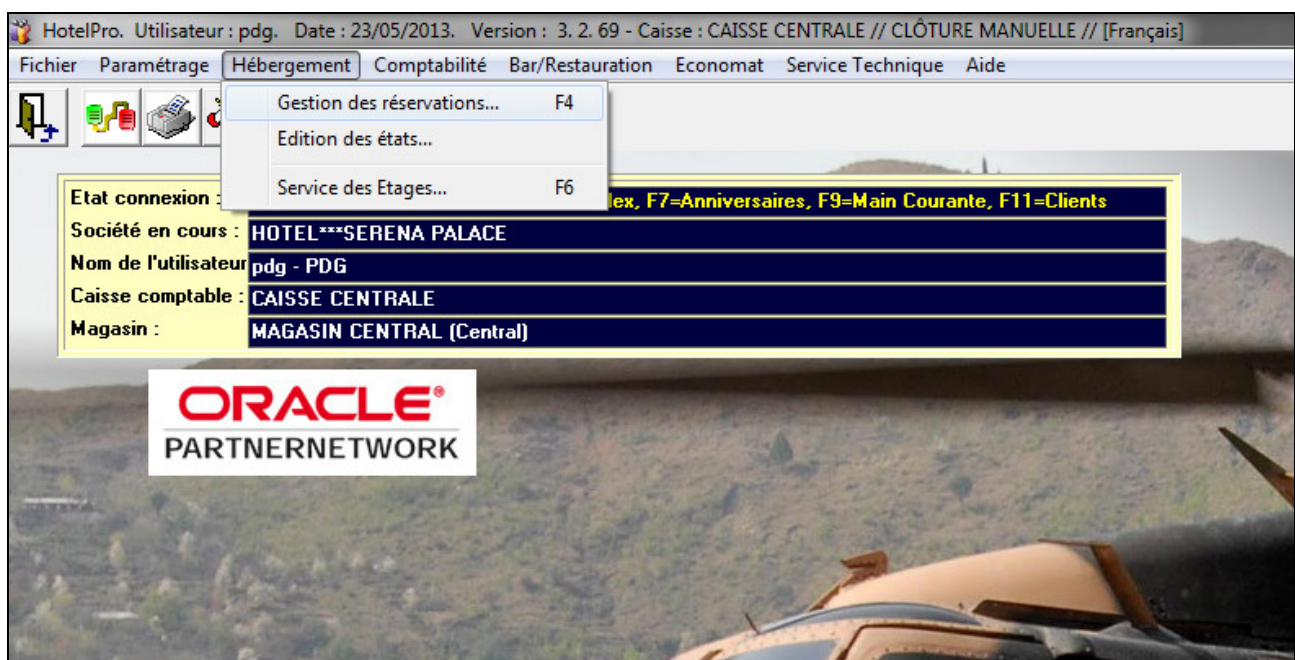 HotelPro. Utilisateur : pdg. Date : 23/05/2013. Version : 3. 2. 69 - Caisse : CAISSE CENTRALE // CLÔTURE MANUELLE // [Français]
Fichier Paramétrage Hébergement Comptabilité Bar/Restauration Economat Service Technique Aide
Gestion des réservations... F4
Edition des états...
Service des Etages... F6
Etat connexion : F7=Anniversaires, F9=Main Courante, F11=Clients
Société en cours : HOTEL***SERENA PALACE
Nom de l'utilisateur pdg - PDG
Caisse comptable : CAISSE CENTRALE
Magasin : MAGASIN CENTRAL (Central)
ORACLE®
PARTNERNETWORK